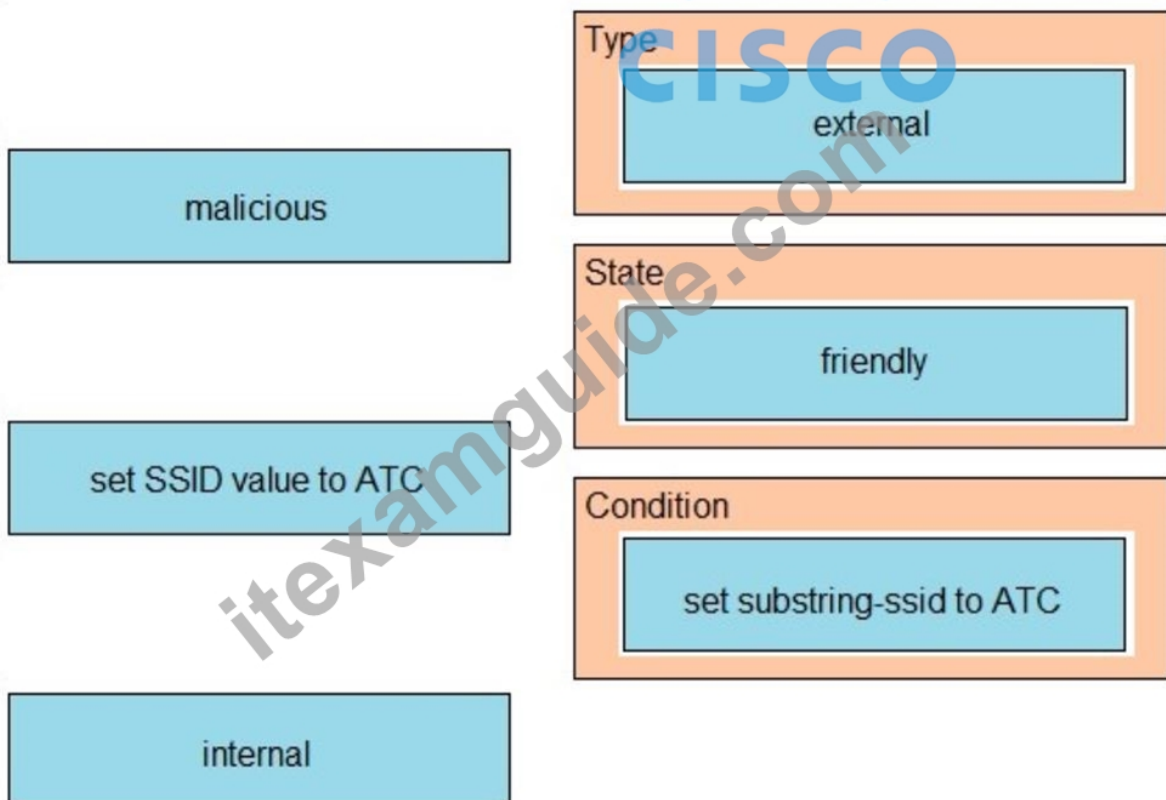 malicious
set SSID value to ATC
internal
Type
CISCO
external
State
friendly
Condition
set substring-ssid to ATC
itexamguide.com